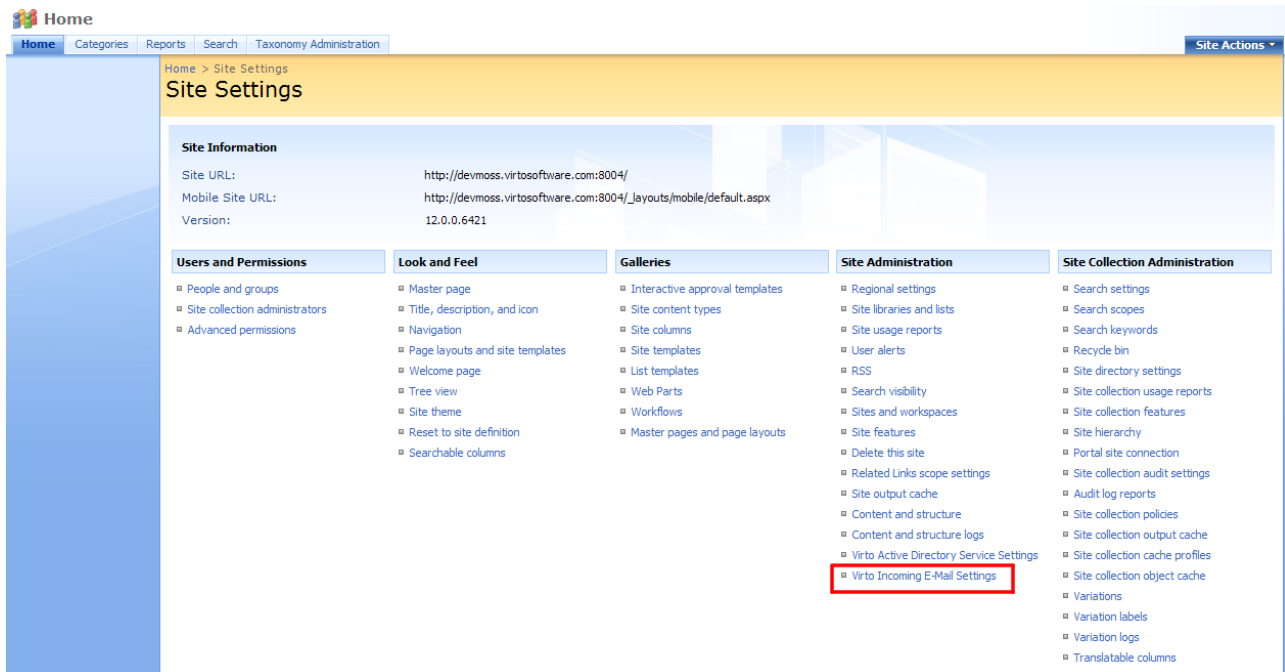 Home
Home Categories Reports Search Taxonomy Administration Site Actions
Home > Site Settings
Site Settings
Site Information
Site URL: http://devmoss.virtosoftware.com:8004/
Mobile Site URL: http://devmoss.virtosoftware.com:8004/_layouts/mobile/default.aspx
Version: 12.0.0.6421
Users and Permissions
People and groups
Site collection administrators
Advanced permissions
Look and Feel
Master page
Title, description, and icon
Navigation
Page layouts and site templates
Welcome page
Tree view
Site theme
Reset to site definition
Searchable columns
Galleries
Interactive approval templates
Site content types
Site columns
Site templates
List templates
Web Parts
Workflows
Master pages and page layouts
Site Administration
Regional settings
Site libraries and lists
Site usage reports
User alerts
RSS
Search visibility
Sites and workspaces
Site features
Delete this site
Related Links scope settings
Site output cache
Content and structure
Content and structure logs
Virto Active Directory Service Settings
Virto Incoming E-Mail Settings
Site Collection Administration
Search settings
Search scopes
Search keywords
Recycle bin
Site directory settings
Site collection usage reports
Site collection features
Site hierarchy
Portal site connection
Site collection audit settings
Audit log reports
Site collection policies
Site collection output cache
Site collection cache profiles
Site collection object cache
Variations
Variation labels
Variation logs
Translatable columns